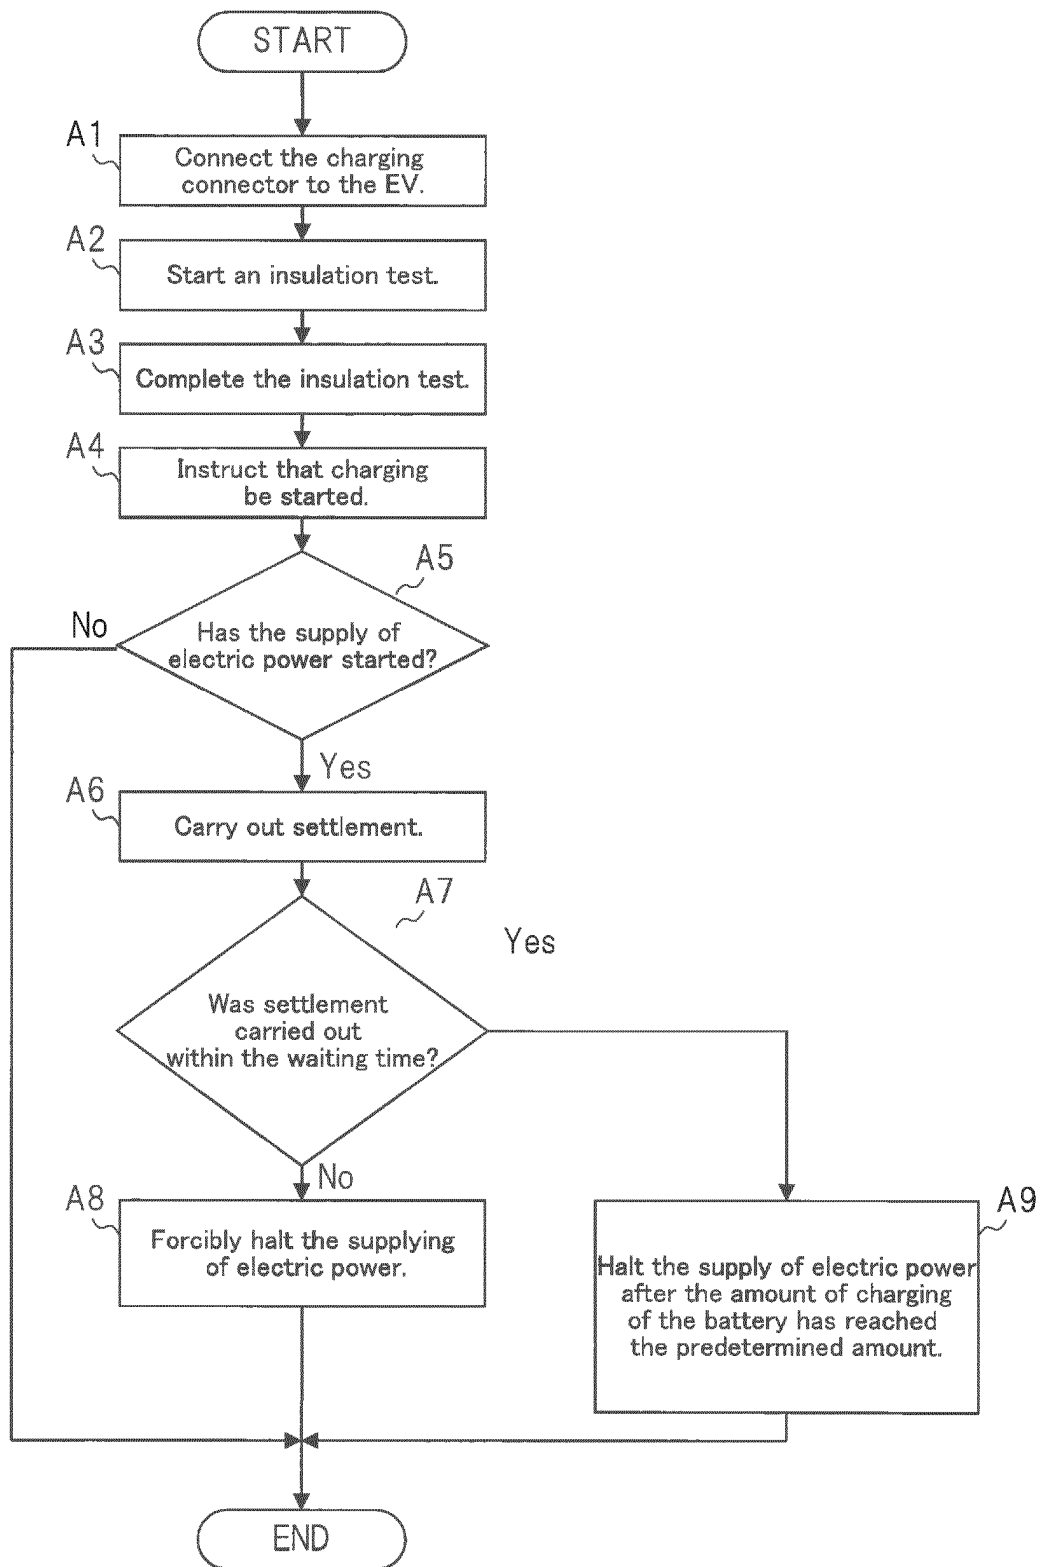 START
A1
Connect the charging
connector to the EV.
A2
Start an insulation test.
A3
Complete the insulation test.
A4
Instruct that charging
be started.
A5
No
Has the supply of
electric power started?
Yes
A6
Carry out settlement.
A7
Yes
Was settlement
carried out
within the waiting time?
No
A8
Forcibly halt the supplying
of electric power.
A9
Halt the supply of electric power
after the amount of charging
of the battery has reached
the predetermined amount.
END